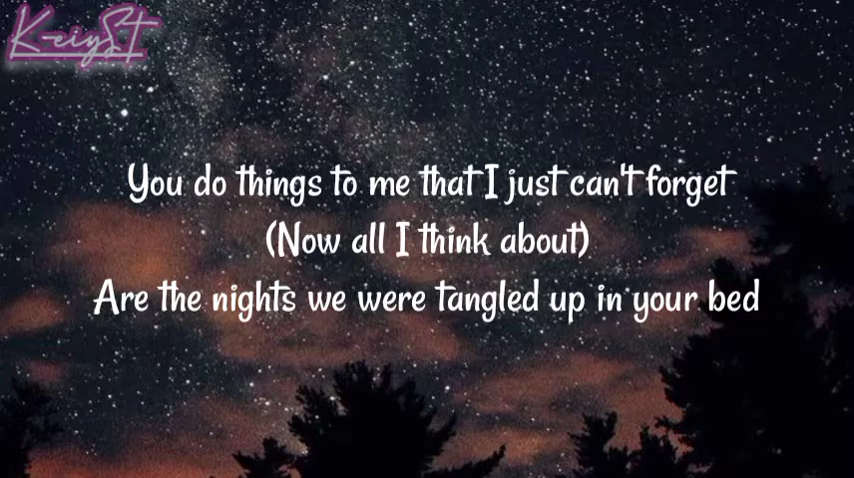 KreiySt
You do things to me that I just can't forget
(Now all I think about)
Are the nights we were tangled up in your bed